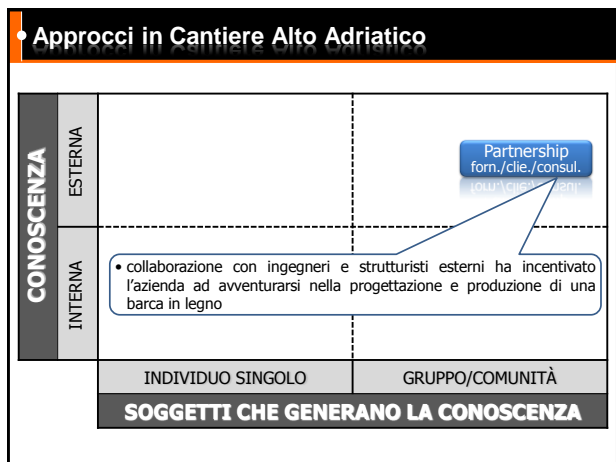 • Approcci in Cantiere Alto Adriatico
CONOSCENZA
ESTERNA
INTERNA
Partnership
forn./clie./consul.
• collaborazione con ingegneri e strutturisti esterni ha incentivato
l'azienda ad avventurarsi nella progettazione e produzione di una
barca in legno
INDIVIDUO SINGOLO
GRUPPO/COMUNITÀ
SOGGETTI CHE GENERANO LA CONOSCENZA